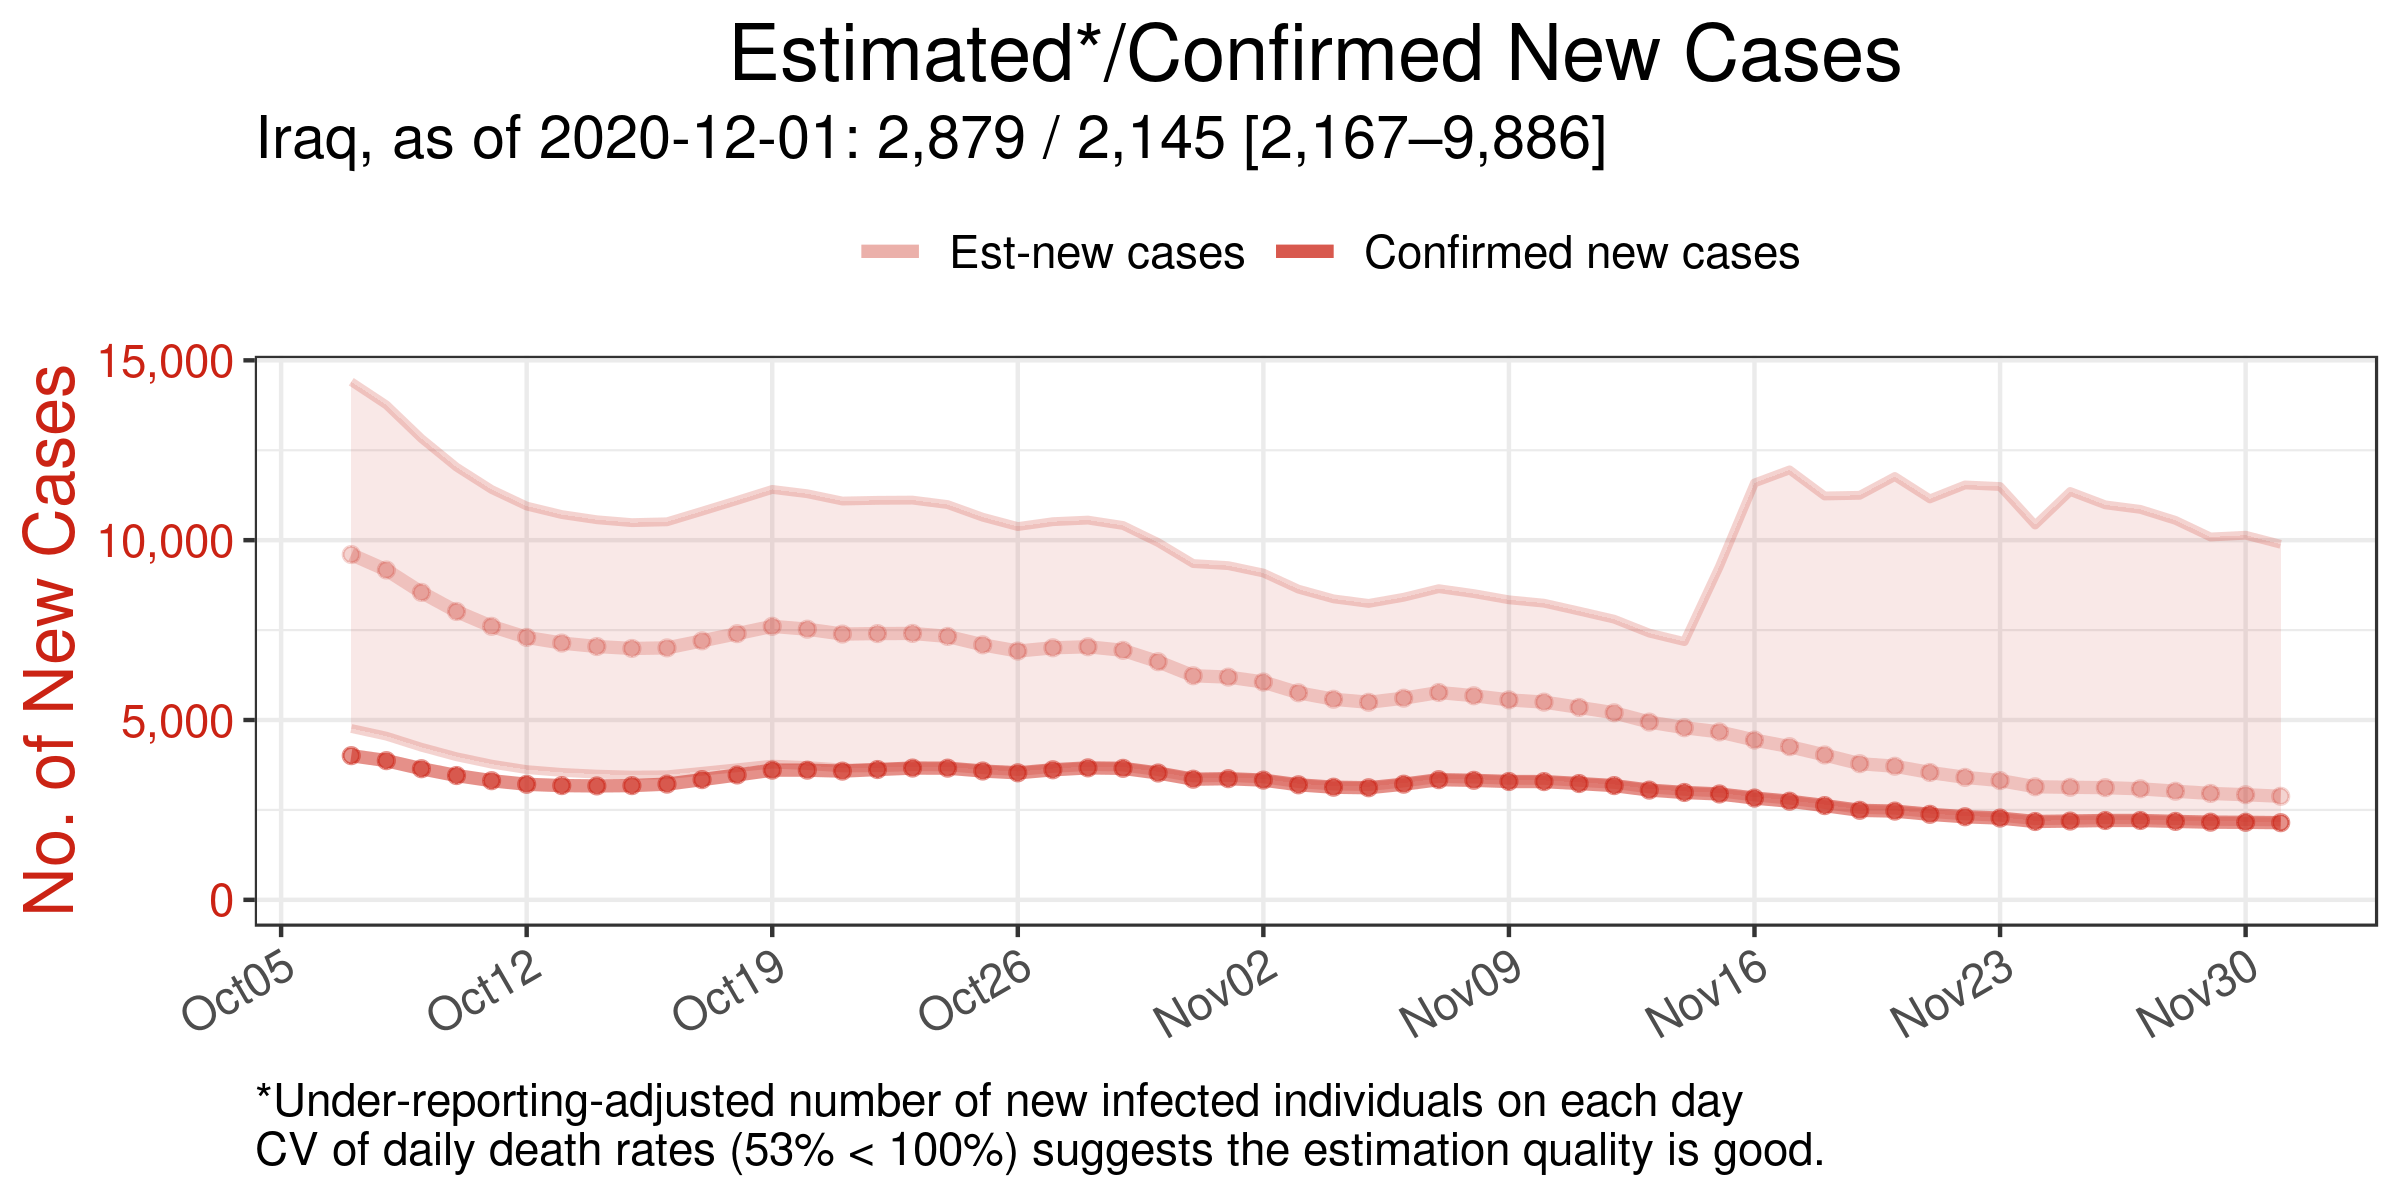 Estimated*/Confirmed New Cases
Iraq, as of 2020-12-01: 2,879 / 2,145 [2,167–9,886]
Est-new cases
Confirmed new cases
No. of New Cases
15,000
10,000
5,000
0
Oct05
Oct12
Oct19
Oct26
Nov02
Nov09
Nov16
Nov23
Nov30
*Under-reporting-adjusted number of new infected individuals on each day
CV of daily death rates (53% < 100%) suggests the estimation quality is good.